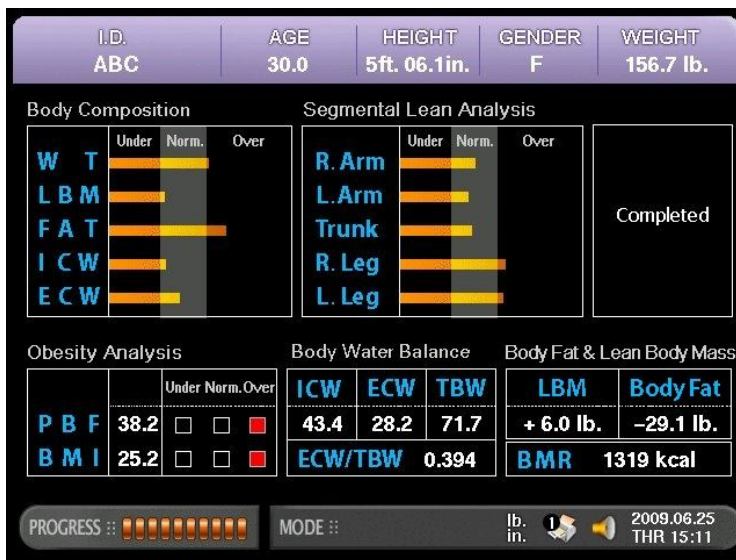 I.D. AGE HEIGHT GENDER WEIGHT
ABC 30.0 5ft. 06.1in. F 156.7 lb.
Body Composition
Under Norm. Over
W T
L B M
F A T
I C W
E C W
Segmental Lean Analysis
Under Norm. Over
R. Arm
L. Arm
Trunk
R. Leg
L. Leg
Completed
Obesity Analysis
Under Norm. Over
P B F 38.2
B M I 25.2
Body Water Balance
ICW ECW TBW
43.4 28.2 71.7
ECW/TBW 0.394
Body Fat & Lean Body Mass
LBM Body Fat
+ 6.0 lb. –29.1 lb.
BMR 1319 kcal
PROGRESS ::
MODE ::
lb.
in.
1
2009.06.25
THR 15:11